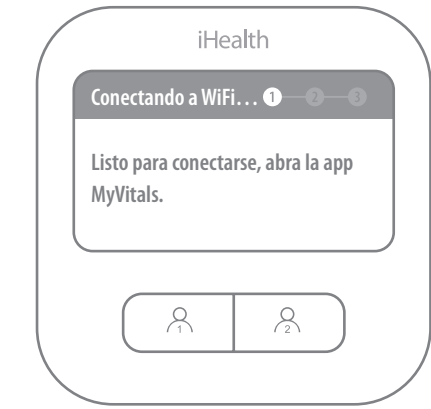 iHealth
Conectando a WiFi... 1 2 3
Listo para conectarse, abra la app
MyVitals.
1 2